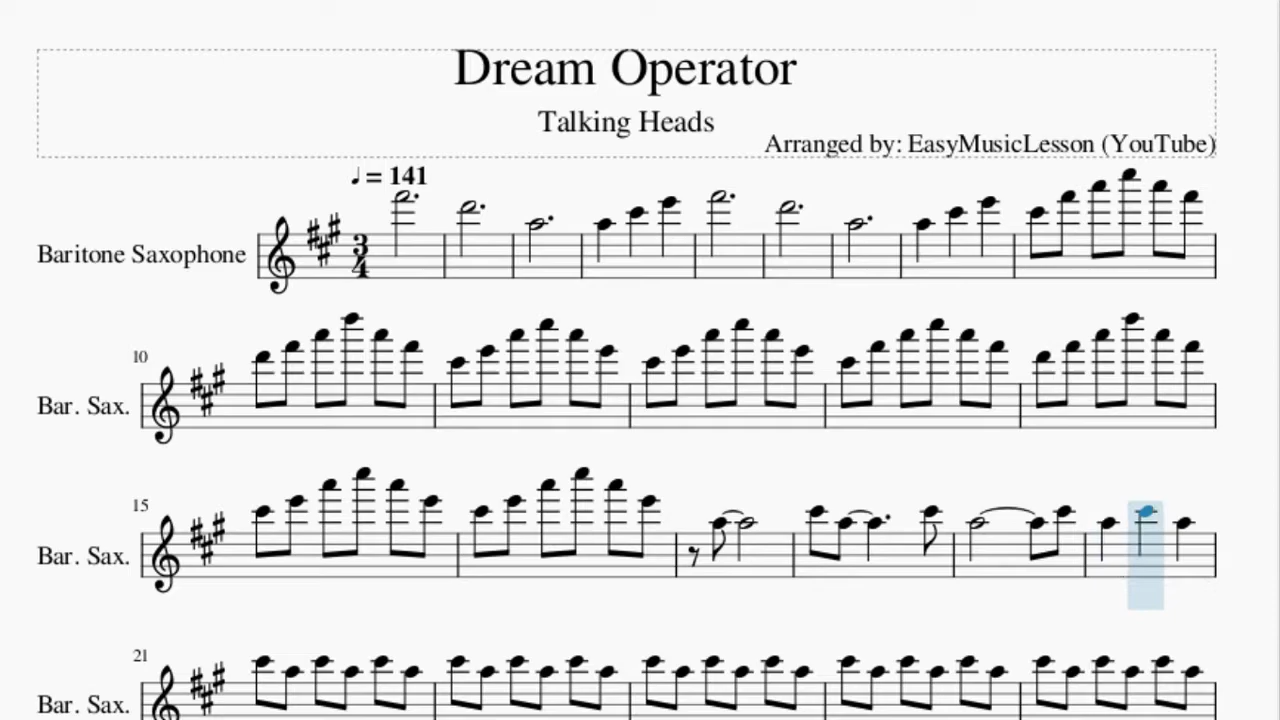 Dream Operator
Talking Heads
Arranged by: EasyMusicLesson (YouTube)
♩ = 141
Baritone Saxophone
3
4
10
Bar. Sax.
15
Bar. Sax.
21
Bar. Sax.